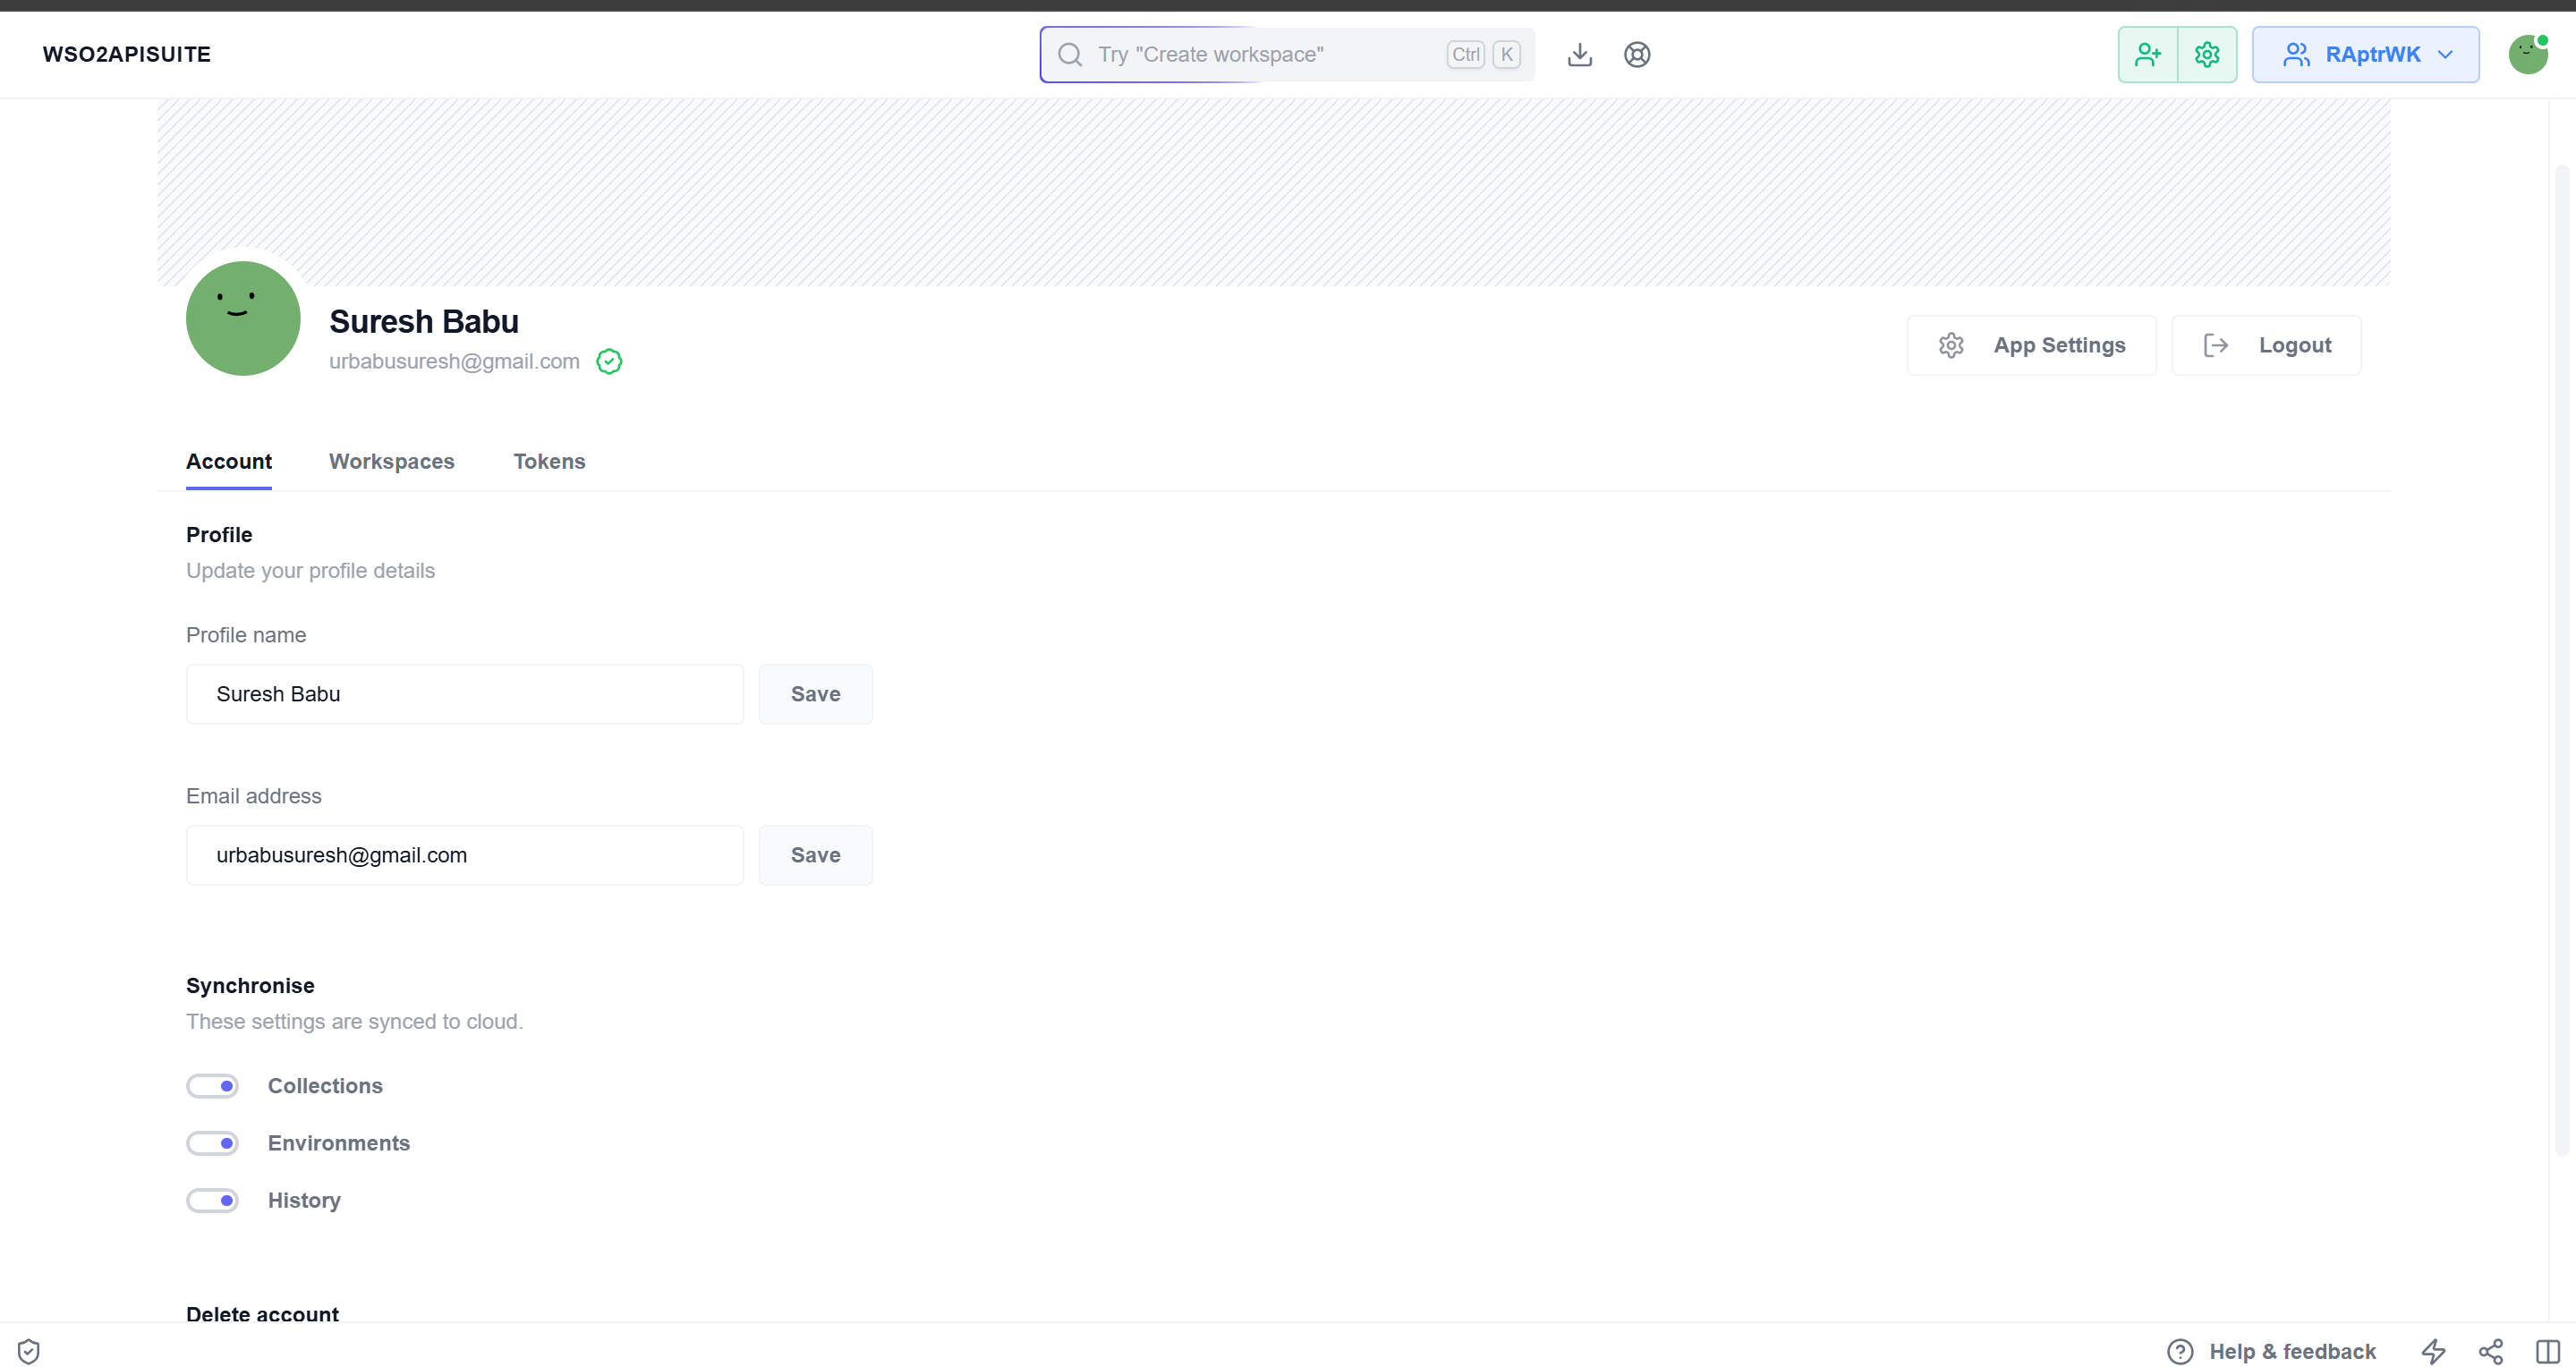 WSO2APISUITE
Try "Create workspace"
Ctrl K
RAptrWK
Suresh Babu
urbabusuresh@gmail.com
App Settings
Logout
Account
Workspaces
Tokens
Profile
Update your profile details
Profile name
Suresh Babu
Save
Email address
urbabusuresh@gmail.com
Save
Synchronise
These settings are synced to cloud.
Collections
Environments
History
Delete account
Help & feedback